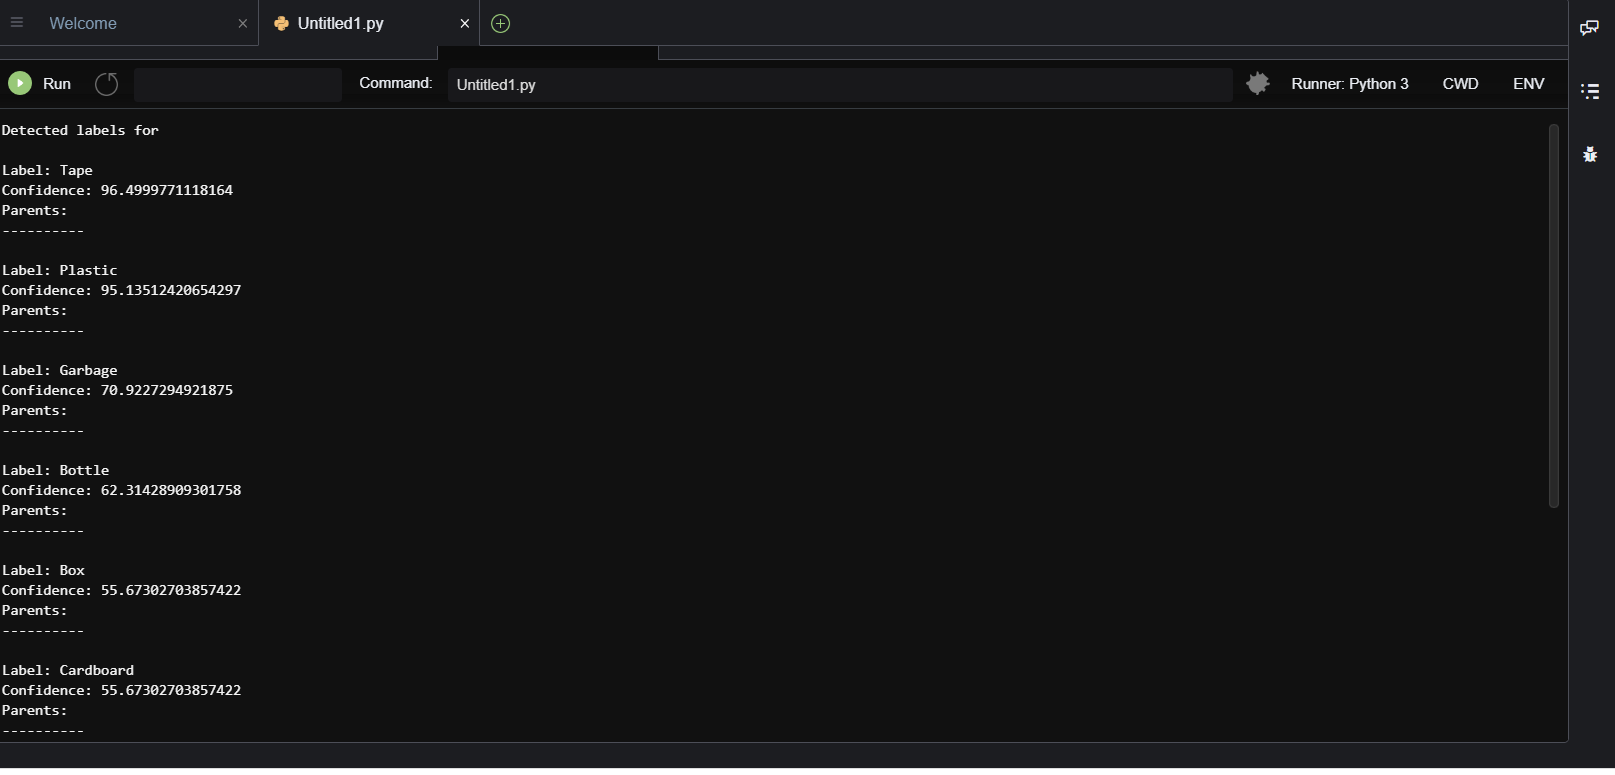 Welcome
Untitled1.py
Run
Command:
Untitled1.py
Runner: Python 3
CWD
ENV
Detected labels for
Label: Tape
Confidence: 96.4999771118164
Parents:
----------
Label: Plastic
Confidence: 95.13512420654297
Parents:
----------
Label: Garbage
Confidence: 70.9227294921875
Parents:
----------
Label: Bottle
Confidence: 62.31428909301758
Parents:
----------
Label: Box
Confidence: 55.67302703857422
Parents:
----------
Label: Cardboard
Confidence: 55.67302703857422
Parents:
----------